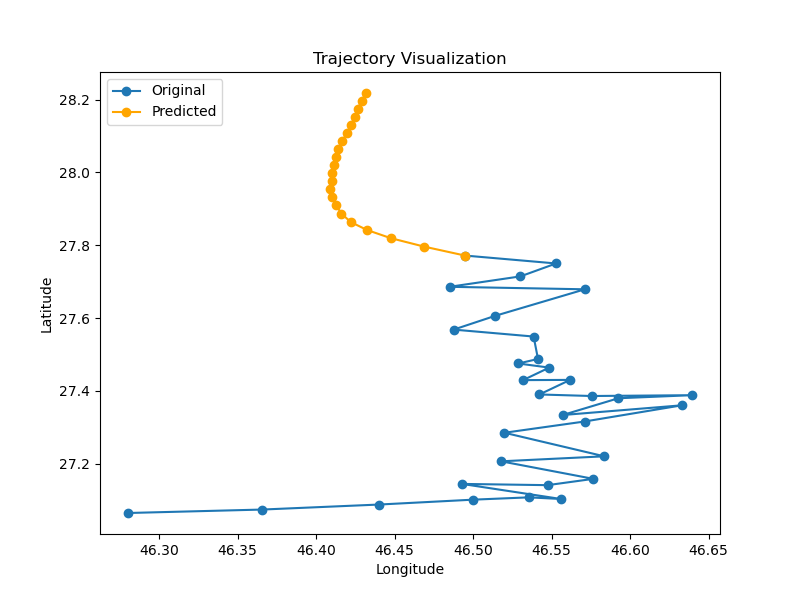 Trajectory Visualization
Original
Predicted
28.2
28.0
27.8
27.6
27.4
27.2
Latitude
46.30 46.35 46.40 46.45 46.50 46.55 46.60 46.65
Longitude